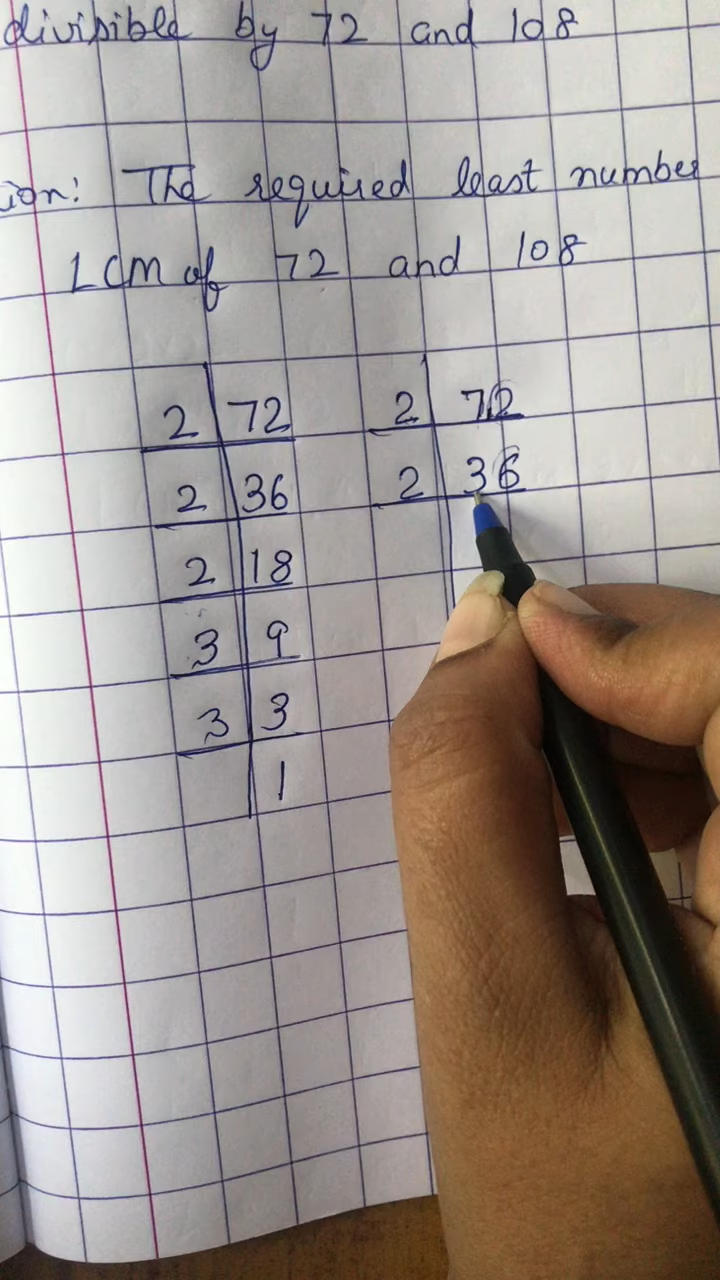 divisible by 72 and 108
ion: The required least number
LCM of 72 and 108
2 72 2 72
2 36 2 36
2 18
3 9
3 3
1